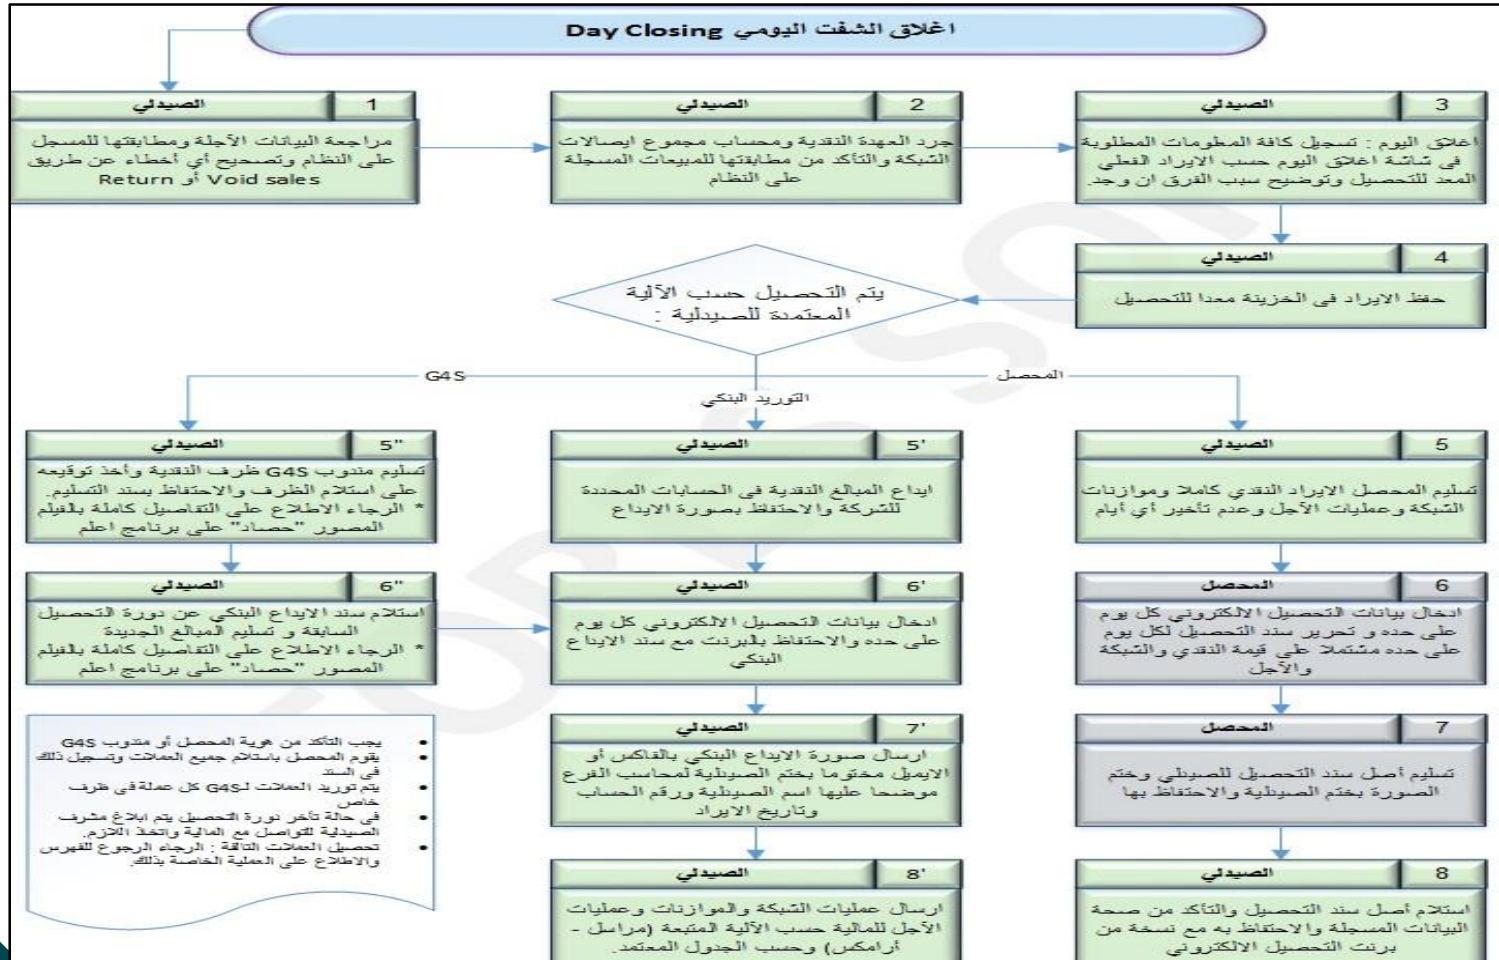 اغلاق الشفت اليومي Day Closing
الصيدلي 1
مراجعة البيانات الآجلة ومطابقتها للمسجل
على النظام وتصحيح أي أخطاء عن طريق
Return أو Void sales
الصيدلي 2
جرد العهدة النقدية ومحساب مجموع ايصالات
الشبكة والتأكد من مطابقتها للمبيعات المسجلة
على النظام
الصيدلي 3
اغلاق اليوم : تسجيل كافة المعلومات المطلوبة
في شاشة اغلاق اليوم حسب الايراد الفعلي
المعد للتحصيل وتوضيح سبب الفرق ان وجد.
الصيدلي 4
حفظ الايراد في الخزينة معدا للتحصيل
يتم التحصيل حسب الآلية
المعتمدة للصيدلية :
G4S
التوريد البنكي
المحصل
الصيدلي 5
تسليم المحصل الايراد النقدي كاملا وموازنات
الشبكة وعمليات الآجل وعدم تأخير أي أيام
المحصل 6
ادخال بيانات التحصيل الالكتروني كل يوم
على حده و تحرير سند التحصيل لكل يوم
على حده مشتملا على قيمة النقدي والشبكة
والآجل
المحصل 7
تسليم أصل سند التحصيل للصيدلي وختم
الصورة بختم الصيدلية والاحتفاظ بها
الصيدلي 8
استلام أصل سند التحصيل والتأكد من صحة
البيانات المسجلة والاحتفاظ به مع نسخة من
برنت التحصيل الالكتروني
الصيدلي 5'
ايداع المبالغ النقدية في الحسابات المحددة
للشركة والاحتفاظ بصورة الايداع
الصيدلي 6'
ادخال بيانات التحصيل الالكتروني كل يوم
على حده والاحتفاظ بالبرنت مع سند الايداع
البنكي
الصيدلي 7'
ارسال صورة الايداع البنكي بالفاكس أو
الايميل مختوما بختم الصيدلية لمحاسب الفرع
موضحا عليها اسم الصيدلية ورقم الحساب
وتاريخ الايراد
الصيدلي 8'
ارسال عمليات الشبكة والموازنات وعمليات
الآجل للمالية حسب الآلية المتبعة (مراسل -
أرامكس) وحسب الجدول المعتمد.
الصيدلي 5"
تسليم مندوب G4S ظرف النقدية وأخذ توقيعه
على استلام الظرف والاحتفاظ بسند التسليم.
* الرجاء الاطلاع على التفاصيل كاملة بالفيلم
المصور "حصاد" على برنامج اعلم
الصيدلي 6"
استلام سند الايداع البنكي عن دورة التحصيل
السابقة و تسليم المبالغ الجديدة
* الرجاء الاطلاع على التفاصيل كاملة بالفيلم
المصور "حصاد" على برنامج اعلم
• يجب التأكد من هوية المحصل أو مندوب G4S
• يقوم المحصل باستلام جميع العملات وتسجيل ذلك
في السند
• يتم توريد العملات لـG4S كل عملة في ظرف
خاص
• في حالة تأخر دورة التحصيل يتم ابلاغ مشرف
الصيدلية للتواصل مع المالية واتخذ اللازم.
• تحصيل العملات التالفة : الرجاء الرجوع للفهرس
والاطلاع على العملية الخاصة بذلك.